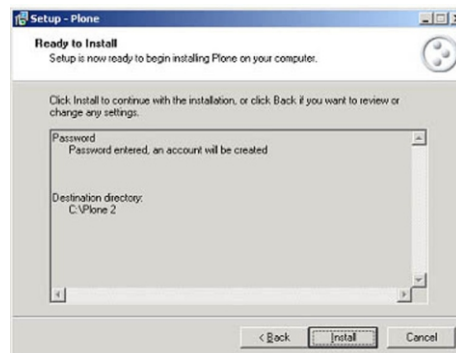 Setup - Plone
Ready to Install
Setup is now ready to begin installing Plone on your computer.
Click Install to continue with the installation, or click Back if you want to review or
change any settings.
Password
Password entered, an account will be created
Destination directory:
C:\Plone 2
< Back
Install
Cancel